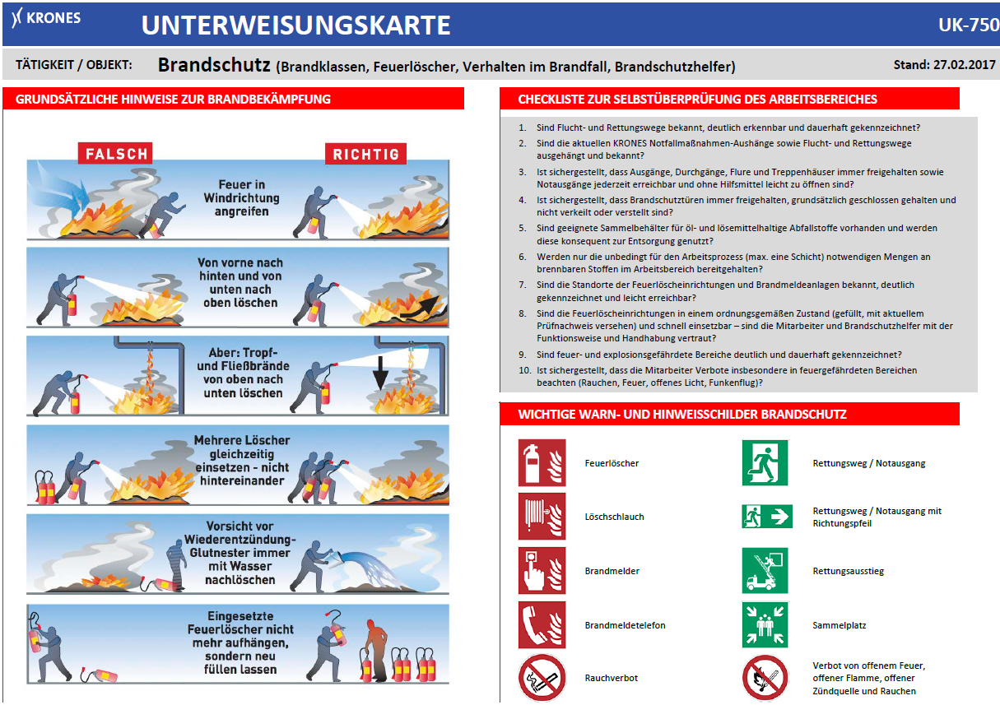 KRONES
UNTERWEISUNGSKARTE
UK-750
TÄTIGKEIT / OBJEKT:
Brandschutz (Brandklassen, Feuerlöscher, Verhalten im Brandfall, Brandschutzhelfer)
Stand: 27.02.2017
GRUNDSÄTZLICHE HINWEISE ZUR BRANDBEKÄMPFUNG
FALSCH
RICHTIG
Feuer in
Windrichtung
angreifen
Von vorne nach
hinten und von
unten nach
oben löschen
Aber: Tropf-
und Fließbrände
von oben nach
unten löschen
Mehrere Löscher
gleichzeitig
einsetzen - nicht
hintereinander
Vorsicht vor
Wiederentzündung-
Glutnester immer
mit Wasser
nachlöschen
Eingesetzte
Feuerlöscher nicht
mehr aufhängen,
sondern neu
füllen lassen
CHECKLISTE ZUR SELBSTÜBERPRÜFUNG DES ARBEITSBEREICHES
1. Sind Flucht- und Rettungswege bekannt, deutlich erkennbar und dauerhaft gekennzeichnet?
2. Sind die aktuellen KRONES Notfallmaßnahmen-Aushänge sowie Flucht- und Rettungswege
ausgehängt und bekannt?
3. Ist sichergestellt, dass Ausgänge, Durchgänge, Flure und Treppenhäuser immer freigehalten sowie
Notausgänge jederzeit erreichbar und ohne Hilfsmittel leicht zu öffnen sind?
4. Ist sichergestellt, dass Brandschutztüren immer freigehalten, grundsätzlich geschlossen gehalten und
nicht verkeilt oder verstellt sind?
5. Sind geeignete Sammelbehälter für öl- und lösemittelhaltige Abfallstoffe vorhanden und werden
diese konsequent zur Entsorgung genutzt?
6. Werden nur die unbedingt für den Arbeitsprozess (max. eine Schicht) notwendigen Mengen an
brennbaren Stoffen im Arbeitsbereich bereitgehalten?
7. Sind die Standorte der Feuerlöscheinrichtungen und Brandmeldeanlagen bekannt, deutlich
gekennzeichnet und leicht erreichbar?
8. Sind die Feuerlöscheinrichtungen in einem ordnungsgemäßen Zustand (gefüllt, mit aktuellem
Prüfnachweis versehen) und schnell einsetzbar – sind die Mitarbeiter und Brandschutzhelfer mit der
Funktionsweise und Handhabung vertraut?
9. Sind feuer- und explosionsgefährdete Bereiche deutlich und dauerhaft gekennzeichnet?
10. Ist sichergestellt, dass die Mitarbeiter Verbote insbesondere in feuergefährdeten Bereichen
beachten (Rauchen, Feuer, offenes Licht, Funkenflug)?
WICHTIGE WARN- UND HINWEISSCHILDER BRANDSCHUTZ
Feuerlöscher
Rettungsweg / Notausgang
Löschschlauch
Rettungsweg / Notausgang mit
Richtungspfeil
Brandmelder
Rettungsausstieg
Brandmeldetelefon
Sammelplatz
Rauchverbot
Verbot von offenem Feuer,
offener Flamme, offener
Zündquelle und Rauchen